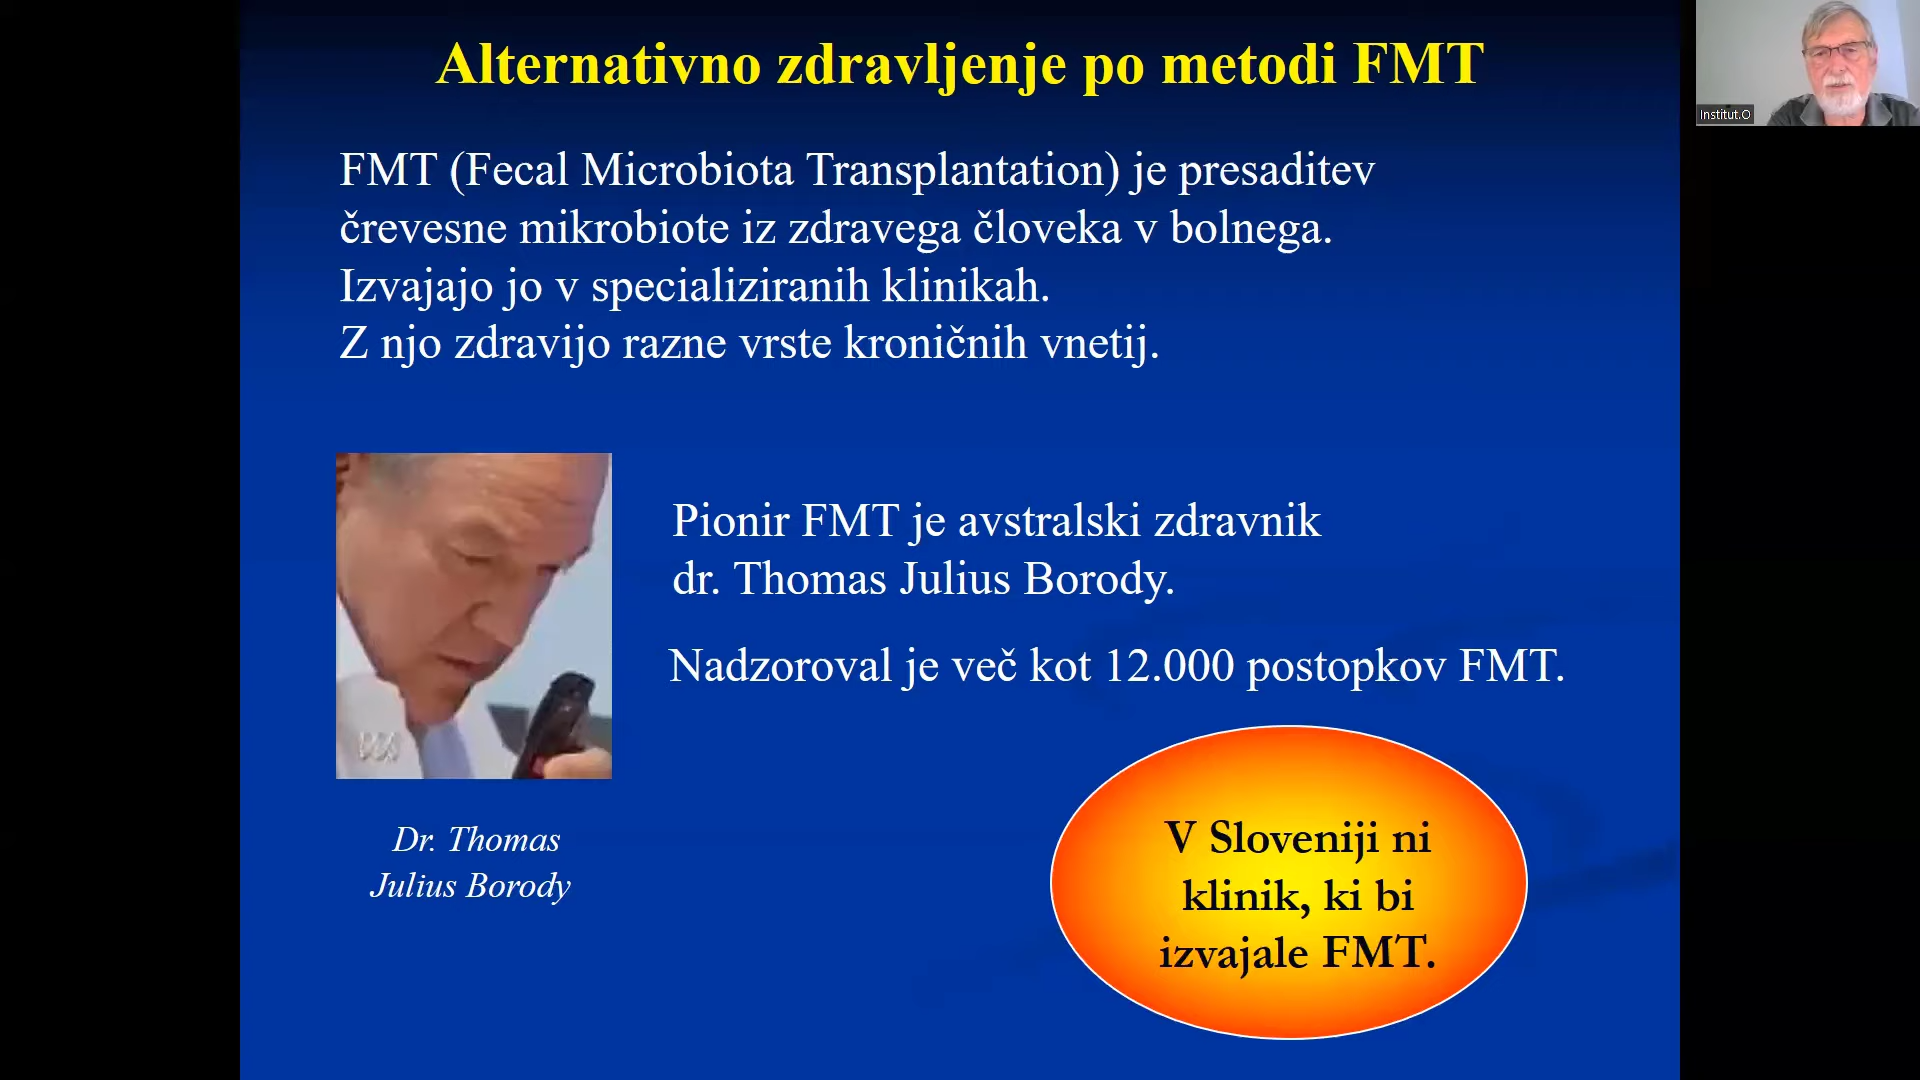 Alternativno zdravljenje po metodi FMT
Institut.O
FMT (Fecal Microbiota Transplantation) je presaditev
črevesne mikrobiote iz zdravega človeka v bolnega.
Izvajajo jo v specializiranih klinikah.
Z njo zdravijo razne vrste kroničnih vnetij.
Pionir FMT je avstralski zdravnik
dr. Thomas Julius Borody.
Nadzoroval je več kot 12.000 postopkov FMT.
Dr. Thomas
Julius Borody
V Sloveniji ni
klinik, ki bi
izvajale FMT.